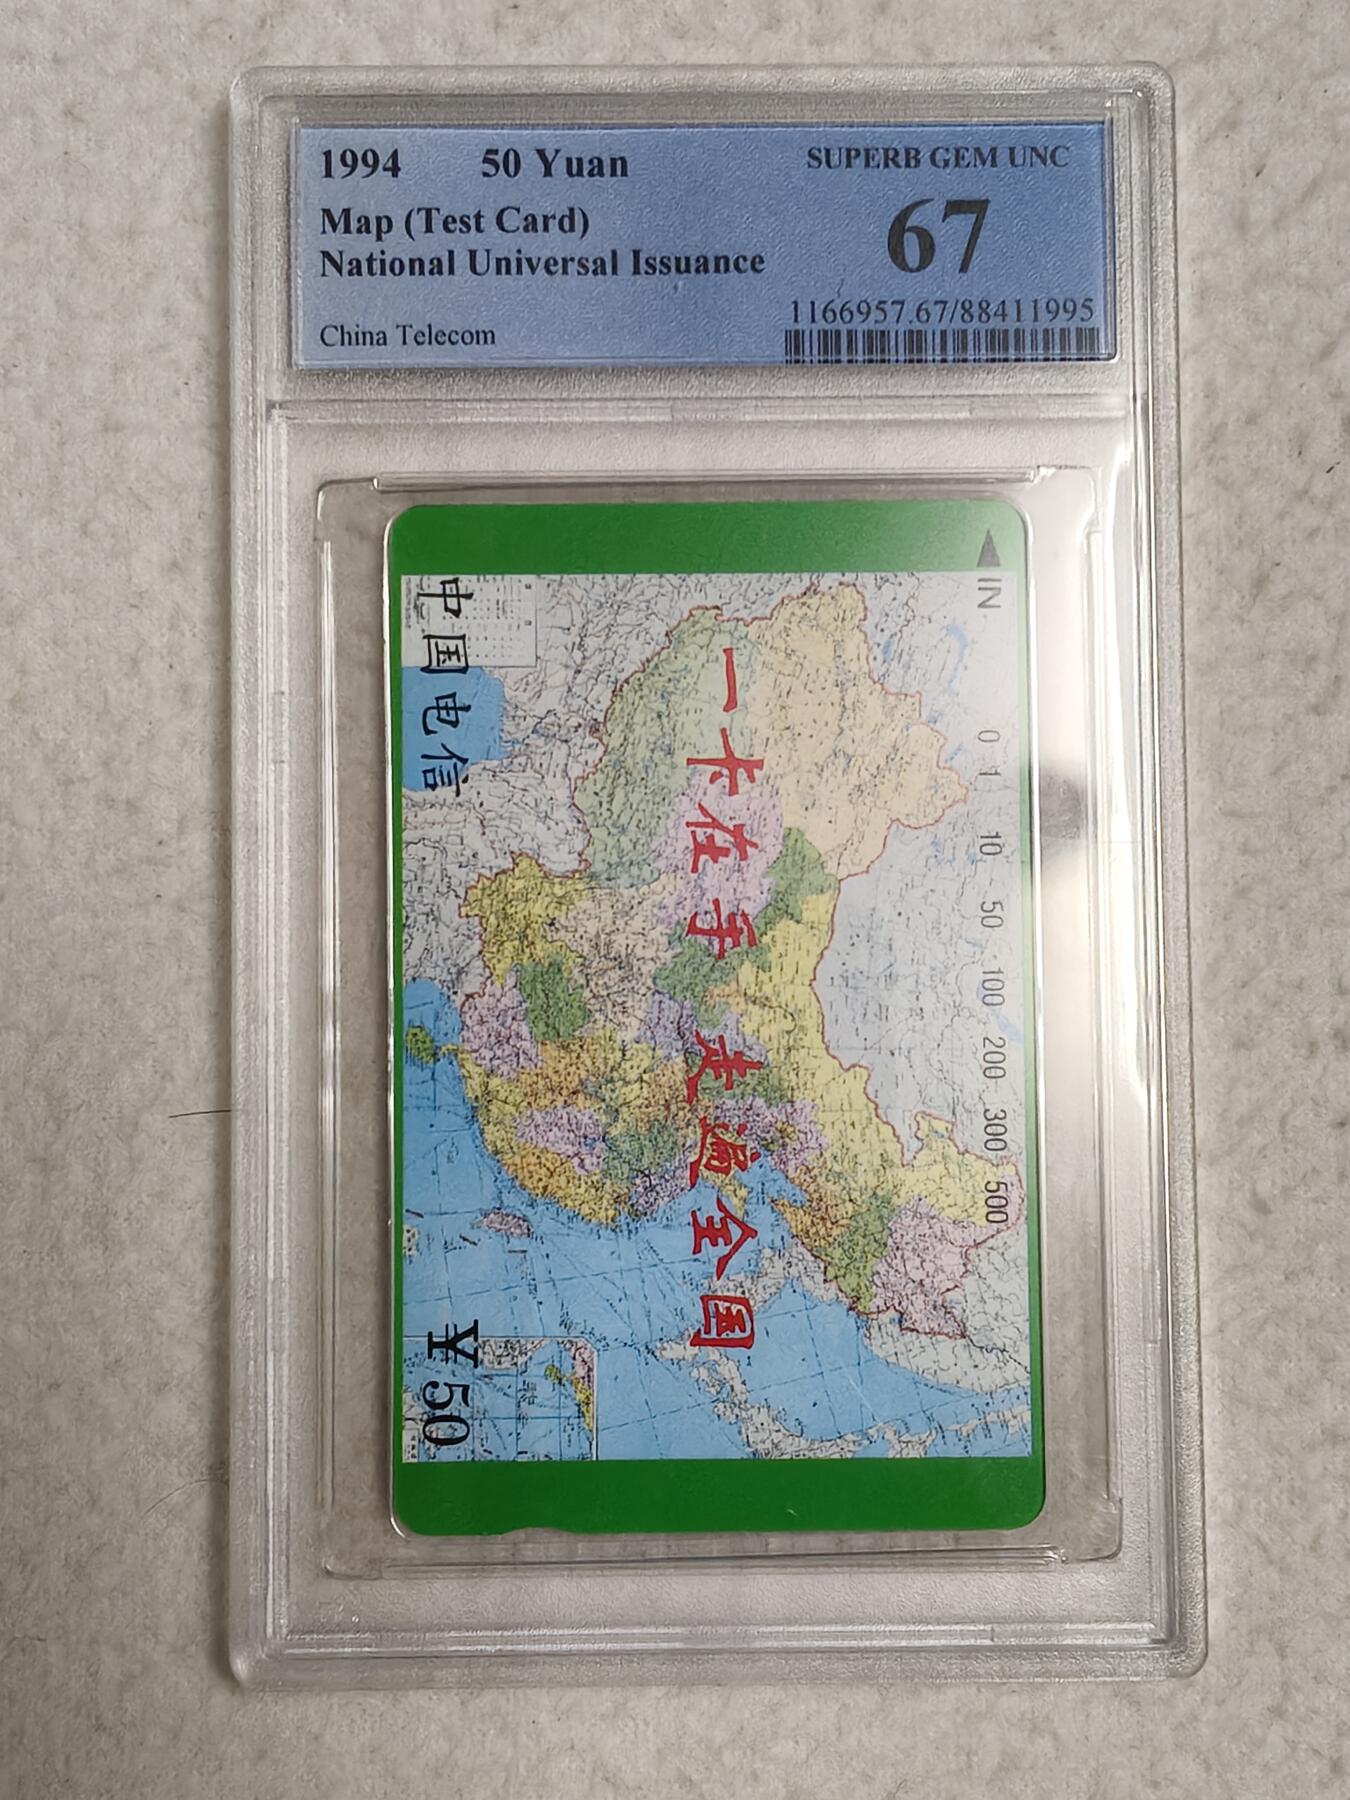 1994 50 Yuan
SUPERB GEM UNC
Map (Test Card)
67
National Universal Issuance
1166957.67/88411995
China Telecom
IN
0 1 10 50 100 200 300 500
一卡在手 走遍全国
中国电信
￥50